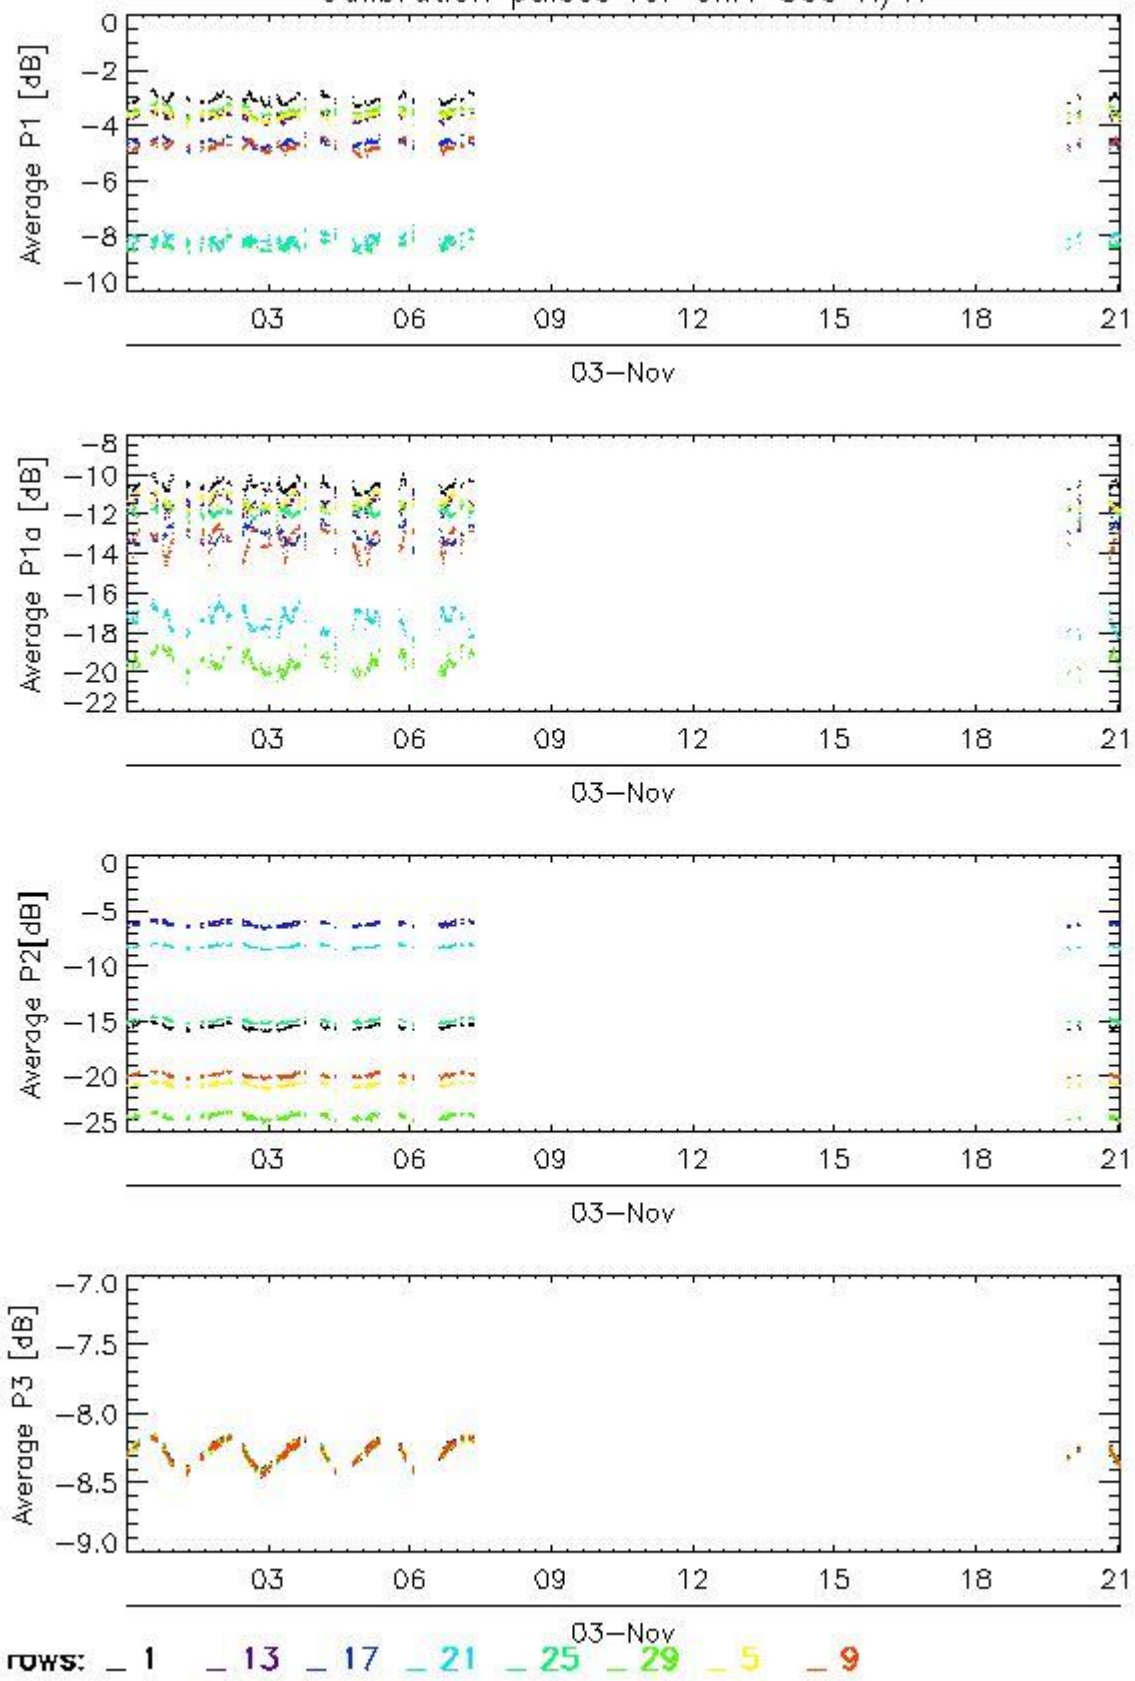 Average P1 [dB]
0
−2
−4
−6
−8
−10
03 06 09 12 15 18 21
03−Nov
Average P1a [dB]
−8
−10
−12
−14
−16
−18
−20
−22
03 06 09 12 15 18 21
03−Nov
Average P2[dB]
0
−5
−10
−15
−20
−25
03 06 09 12 15 18 21
03−Nov
Average P3 [dB]
−7.0
−7.5
−8.0
−8.5
−9.0
03 06 09 12 15 18 21
03−Nov
rows: _ 1 _ 13 _ 17 _ 21 _ 25 _ 29 _ 5 _ 9